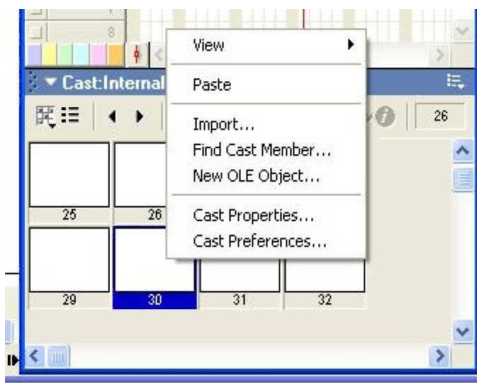 8
View
Cast:Internal
Paste
26
Import...
Find Cast Member...
New OLE Object...
25 26
Cast Properties...
Cast Preferences...
29 30 31 32